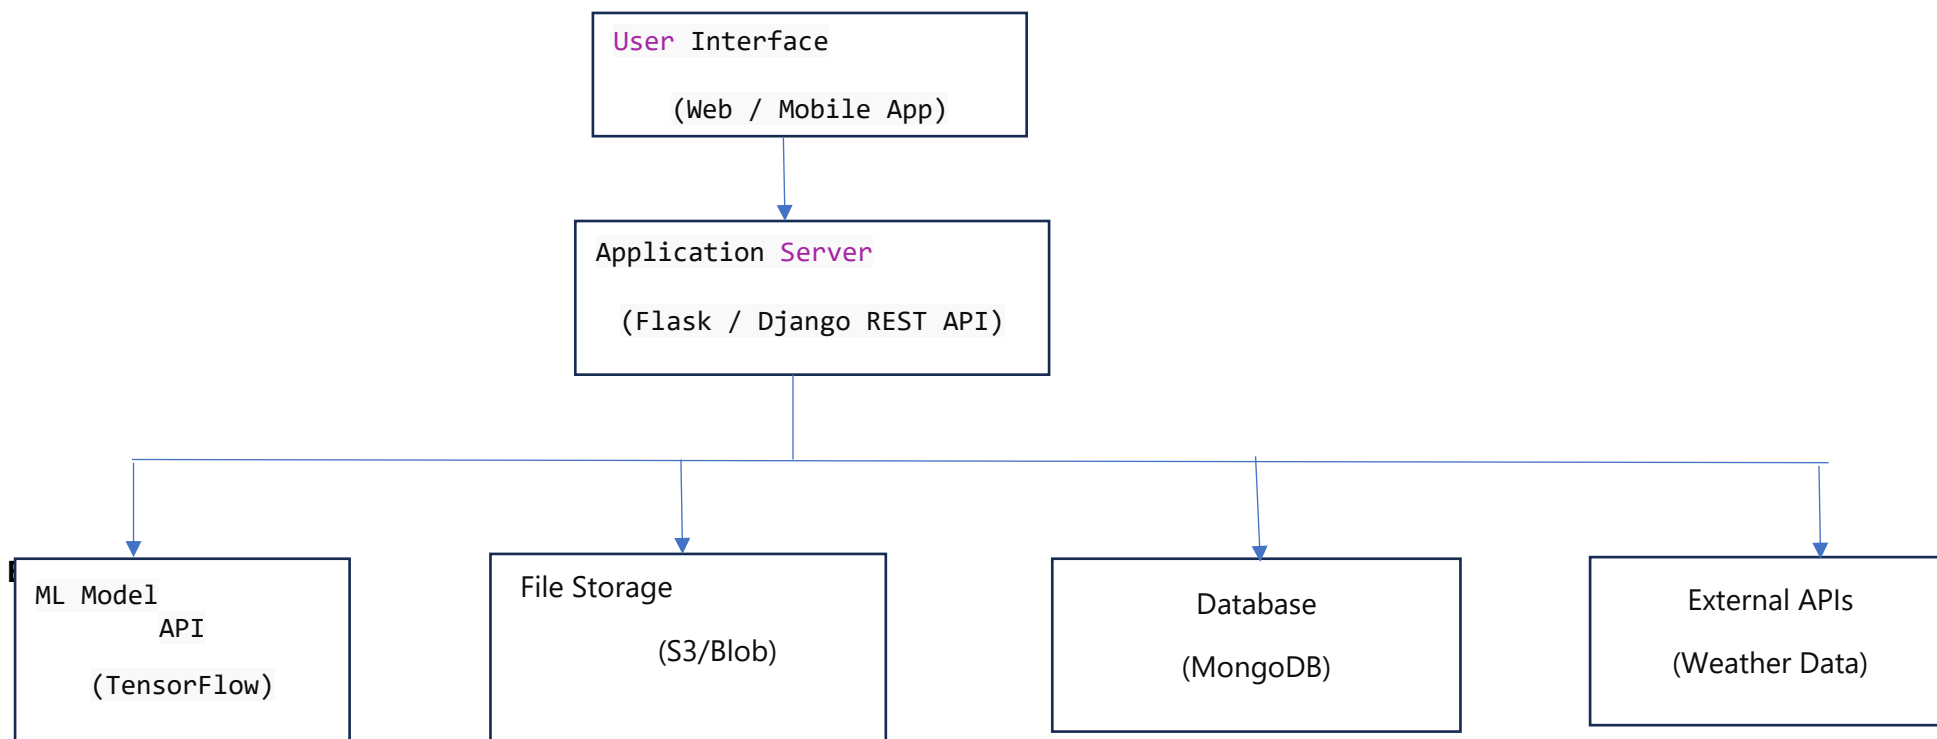 User Interface
(Web / Mobile App)
Application Server
(Flask / Django REST API)
ML Model
API
(TensorFlow)
File Storage
(S3/Blob)
Database
(MongoDB)
External APIs
(Weather Data)